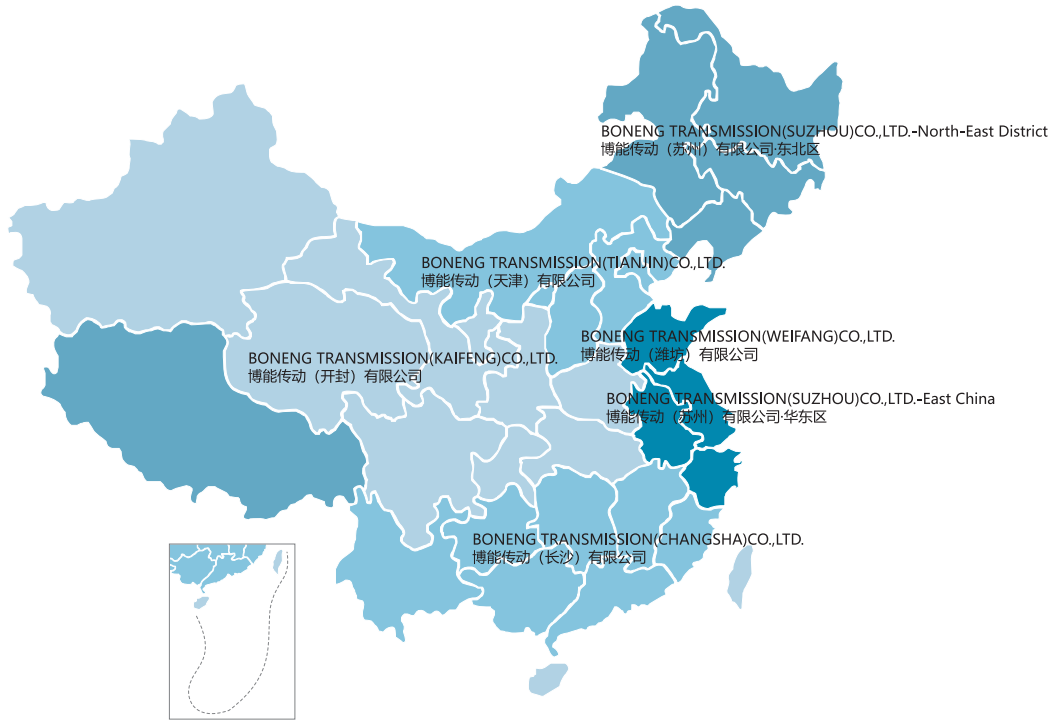 BONENG TRANSMISSION(SUZHOU)CO.,LTD.-North-East District
博能传动（苏州）有限公司·东北区
BONENG TRANSMISSION(TIANJIN)CO.,LTD.
博能传动（天津）有限公司
BONENG TRANSMISSION(WEIFANG)CO.,LTD.
博能传动（潍坊）有限公司
BONENG TRANSMISSION(KAIFENG)CO.,LTD.
博能传动（开封）有限公司
BONENG TRANSMISSION(SUZHOU)CO.,LTD.-East China
博能传动（苏州）有限公司·华东区
BONENG TRANSMISSION(CHANGSHA)CO.,LTD.
博能传动（长沙）有限公司